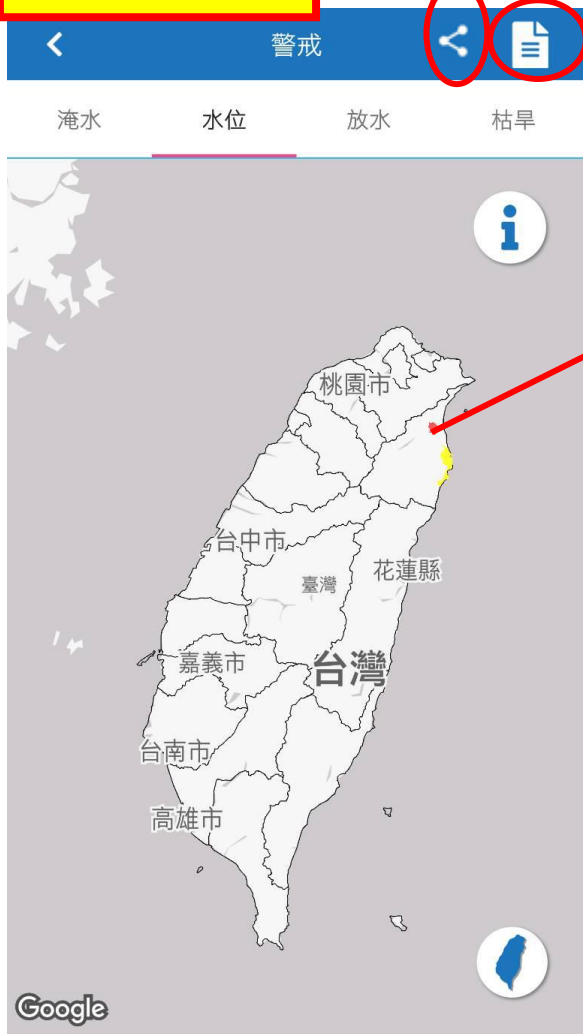 警戒
淹水 水位 放水 枯旱
i
桃園市
台中市
臺灣
花蓮縣
嘉義市
台灣
台南市
高雄市
Google